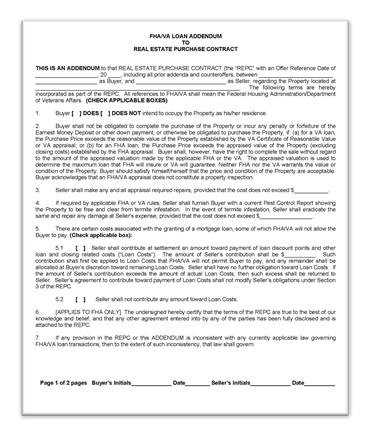 FHA/VA LOAN ADDENDUM
TO
REAL ESTATE PURCHASE CONTRACT
THIS IS AN ADDENDUM to that REAL ESTATE PURCHASE CONTRACT (the "REPC" with an Offer Reference Date of
____________________, 20____, including all prior addenda and counteroffers, between ____________________
____________________ as Buyer, and ____________________ as Seller, regarding the Property located at
____________________. The following terms are hereby
incorporated as part of the REPC. All references to FHA/VA shall mean the Federal Housing Administration/Department
of Veterans Affairs. (CHECK APPLICABLE BOXES)
1. Buyer [ ] DOES [ ] DOES NOT intend to occupy the Property as his/her residence.
2. Buyer shall not be obligated to complete the purchase of the Property or incur any penalty or forfeiture of the
Earnest Money Deposit or other down payment, or otherwise be obligated to purchase the Property, if: (a) for a VA loan,
the Purchase Price exceeds the reasonable value of the Property established by the VA Certificate of Reasonable Value
or VA appraisal; or (b) for an FHA loan, the Purchase Price exceeds the appraised value of the Property (excluding
closing costs) established by the FHA appraisal. Buyer shall, however, have the right to complete the sale without regard
to the amount of the appraised valuation made by the applicable FHA or the VA. The appraised valuation is used to
determine the maximum loan that FHA will insure or VA will guarantee. Neither FHA nor the VA warrants the value or
condition of the Property. Buyer should satisfy himself/herself that the price and condition of the Property are acceptable.
Buyer acknowledges that an FHA/VA appraisal does not constitute a property inspection.
3. Seller shall make any and all appraisal required repairs, provided that the cost does not exceed $__________.
4. If required by applicable FHA or VA rules, Seller shall furnish Buyer with a current Pest Control Report showing
the Property to be free and clear from termite infestation. In the event of termite infestation, Seller shall eradicate the
same and repair any damage at Seller's expense, provided that the cost does not exceed $______________.
5. There are certain costs associated with the granting of a mortgage loan, some of which FHA/VA will not allow the
Buyer to pay. (Check applicable box):
5.1 [ ] Seller shall contribute at settlement an amount toward payment of loan discount points and other
loan and closing related costs ("Loan Costs"). The amount of Seller's contribution shall be $__________. Such
contribution shall first be applied to Loan Costs that FHA/VA will not permit Buyer to pay, and any remainder shall be
allocated at Buyer's discretion toward remaining Loan Costs. Seller shall have no further obligation toward Loan Costs. If
the amount of Seller's contribution exceeds the amount of actual Loan Costs, then such excess shall be returned to
Seller. Seller's agreement to contribute toward payment of Loan Costs shall not modify Seller's obligations under Section
3 of the REPC.
5.2 [ ] Seller shall not contribute any amount toward Loan Costs.
6. [APPLIES TO FHA ONLY] The undersigned hereby certify that the terms of the REPC are true to the best of our
knowledge and belief, and that any other agreement entered into by any of the parties has been fully disclosed and is
attached to the REPC.
7. If any provision in the REPC or this ADDENDUM is inconsistent with any currently applicable law governing
FHA/VA loan transactions, then to the extent of such inconsistency, that law shall govern.
Page 1 of 2 pages Buyer's Initials__________ Date________ Seller's Initials__________ Date________